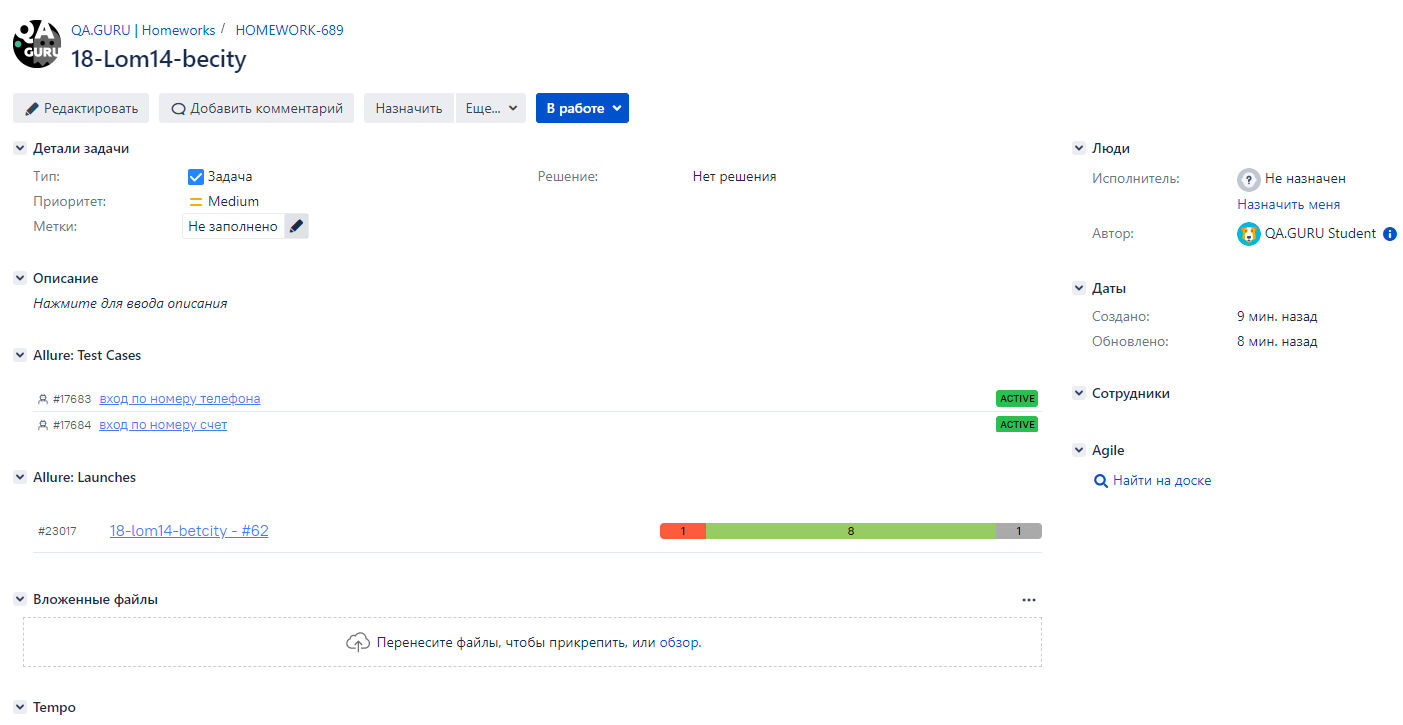 QA
GURU
QA.GURU | Homeworks / HOMEWORK-689
18-Lom14-becity
Редактировать Добавить комментарий Назначить Еще... В работе
Детали задачи
Тип: Задача Решение: Нет решения
Приоритет: Medium
Метки: Не заполнено
Описание
Нажмите для ввода описания
Allure: Test Cases
#17683 вход по номеру телефона ACTIVE
#17684 вход по номеру счет ACTIVE
Allure: Launches
#23017 18-lom14-betcity - #62 1 8 1
Вложенные файлы
Перенесите файлы, чтобы прикрепить, или обзор.
Tempo
Люди
Исполнитель: Не назначен
Назначить меня
Автор: QA.GURU Student
Даты
Создано: 9 мин. назад
Обновлено: 8 мин. назад
Сотрудники
Agile
Найти на доске